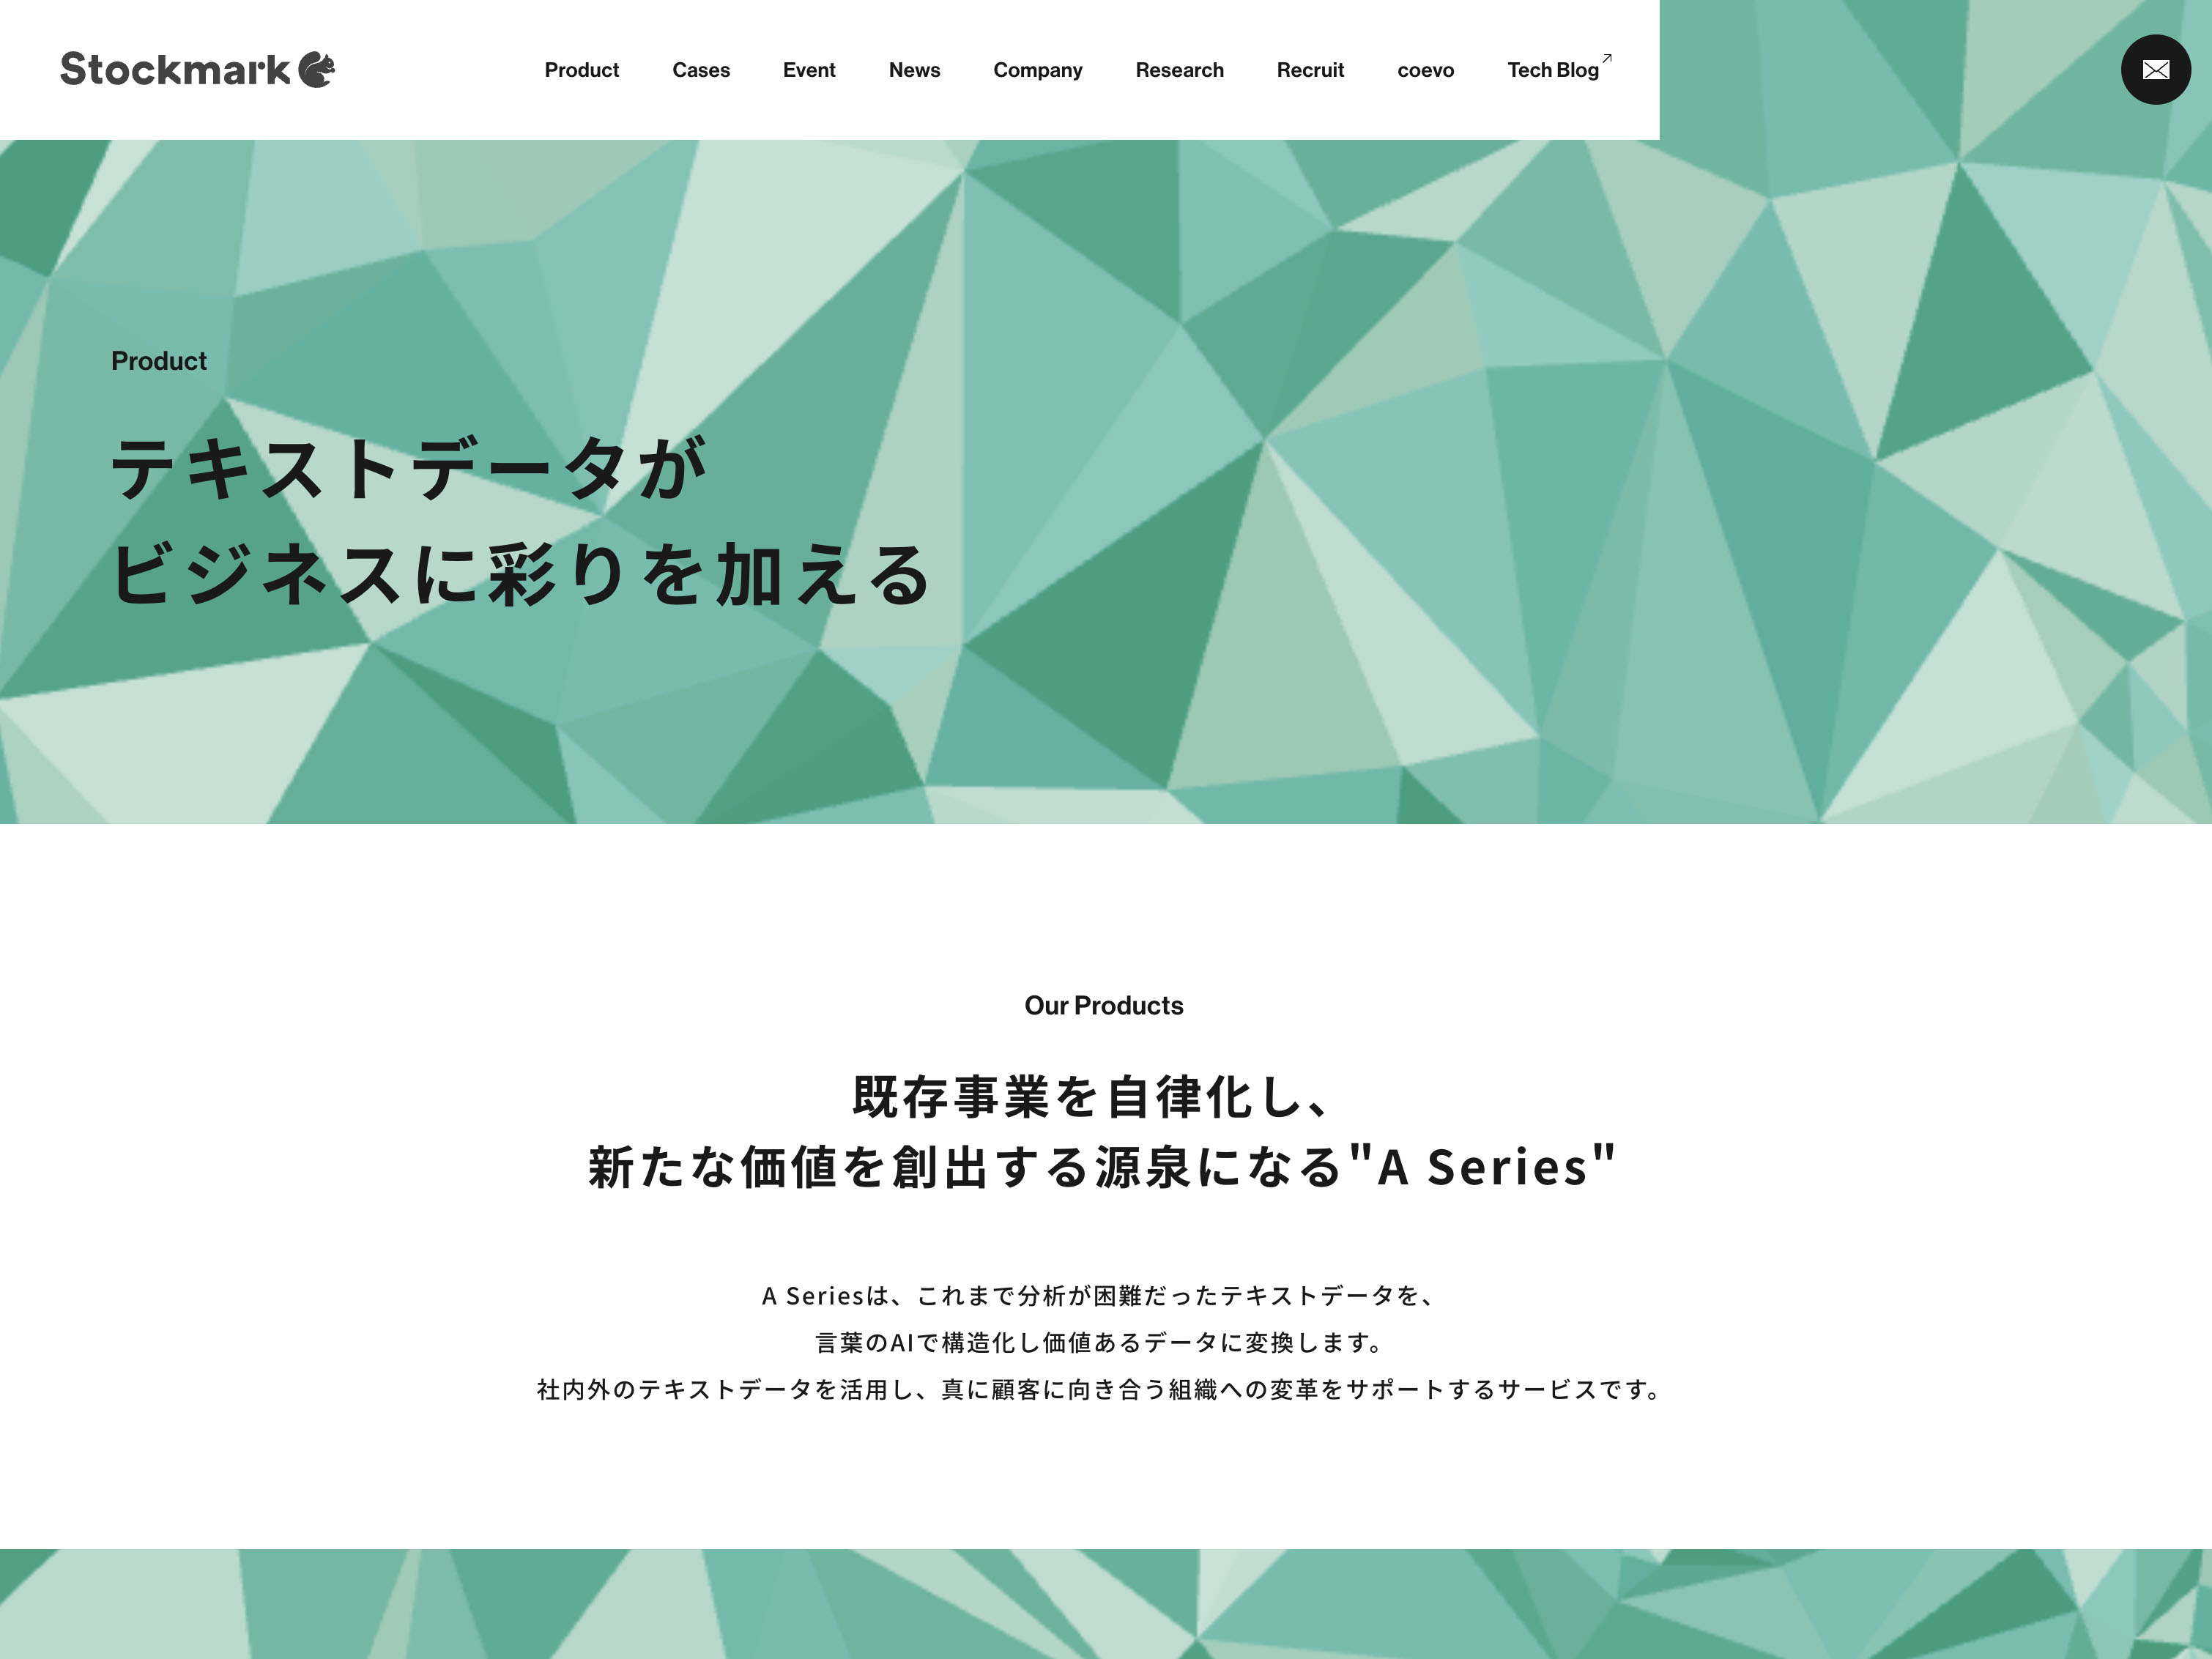 Stockmark
Product Cases Event News Company Research Recruit coevo Tech Blog
Product
テキストデータが
ビジネスに彩りを加える
Our Products
既存事業を自律化し、
新たな価値を創出する源泉になる"A Series"
A Seriesは、これまで分析が困難だったテキストデータを、
言葉のAIで構造化し価値あるデータに変換します。
社内外のテキストデータを活用し、真に顧客に向き合う組織への変革をサポートするサービスです。